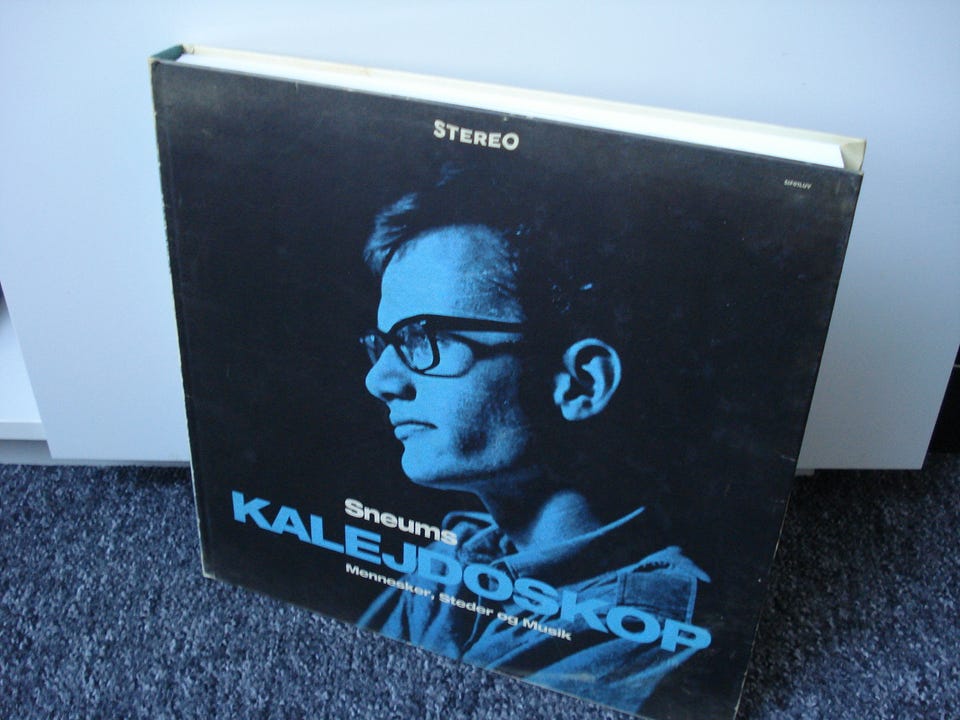 STEREO
Sneums
KALEJDOSKOP
Mennesker, Steder og Musik